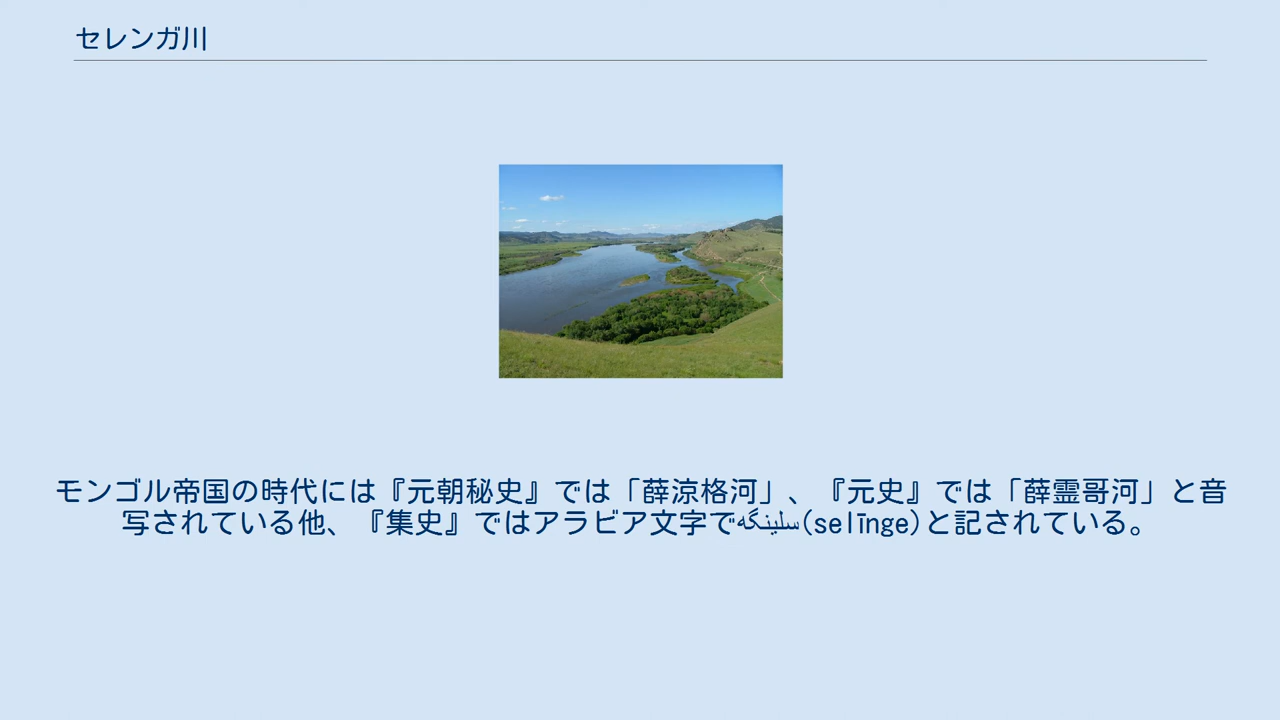 セレンガ川
モンゴル帝国の時代には『元朝秘史』では「薛涼格河」、『元史』では「薛霊哥河」と音
写されている他、『集史』ではアラビア文字でسلینگه(selīnge)と記されている。